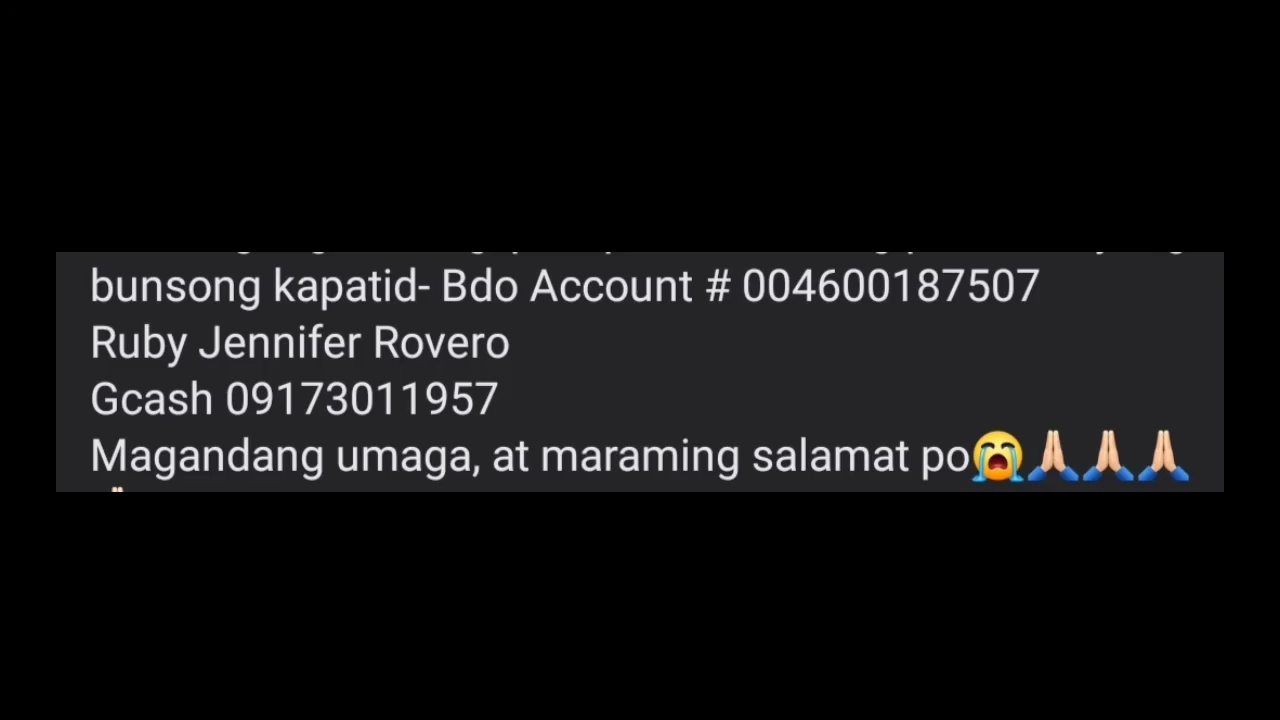 bunsong kapatid- Bdo Account # 004600187507
Ruby Jennifer Rovero
Gcash 09173011957
Magandang umaga, at maraming salamat po😭🙏🏻🙏🏻🙏🏻